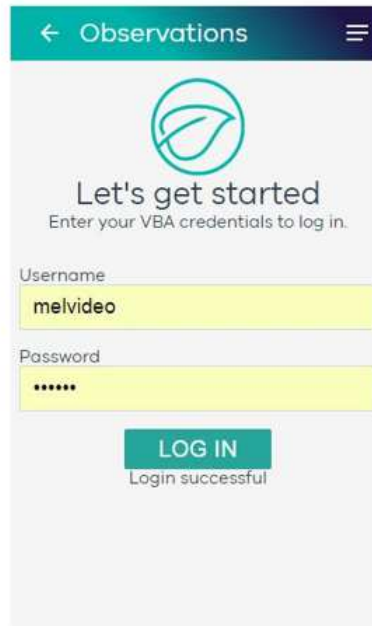 Observations
Let's get started
Enter your VBA credentials to log in.
Username
melvideo
Password
••••••
LOG IN
Login successful